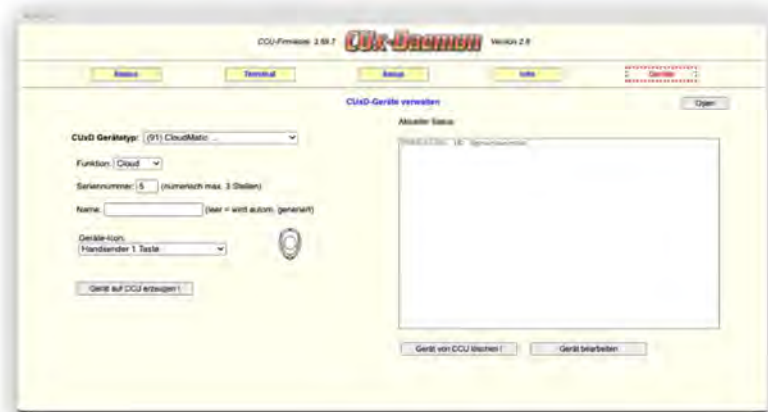 CCU-Firmware: 3.59.7 CUx-Daemon Version 2.8
Status Terminal Setup Info Geräte
CUxD-Geräte verwalten
Open
Aktueller Status:
CUxD Gerätetyp: (91) CloudMatic ...
Funktion: Cloud
Seriennummer: 5 (numerisch max. 3 Stellen)
Name: (leer = wird autom. generiert)
Geräte-Icon:
Handsender 1 Taste
Gerät auf CCU erzeugen !
Gerät von CCU löschen !
Gerät bearbeiten